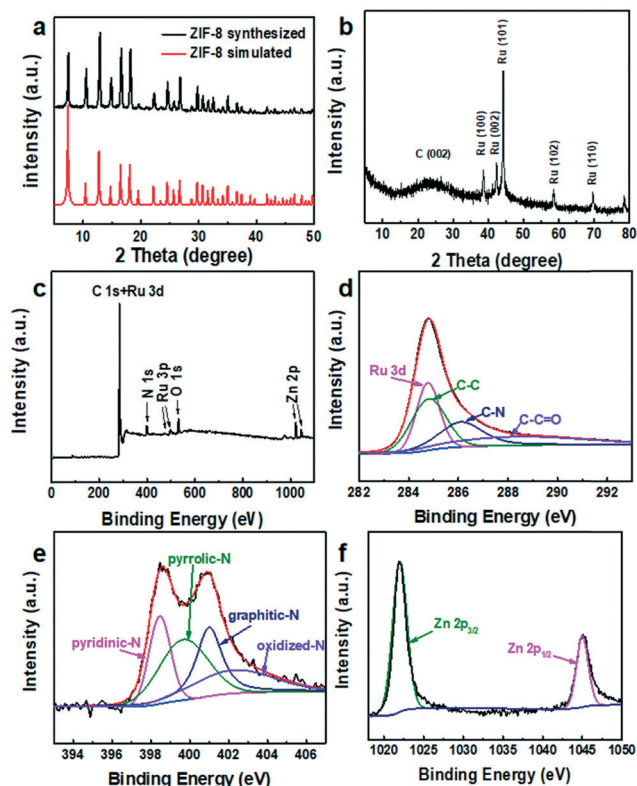 a
ZIF-8 synthesized
ZIF-8 simulated
intensity (a.u.)
10 20 30 40 50
2 Theta (degree)
b
C (002)
Ru (100)
Ru (002)
Ru (101)
Ru (102)
Ru (110)
intensity (a.u.)
10 20 30 40 50 60 70 80
2 Theta (degree)
c
C 1s+Ru 3d
N 1s
Ru 3p
O 1s
Zn 2p
Intensity (a.u.)
0 200 400 600 800 1000
Binding Energy (eV)
d
Ru 3d
C-C
C-N
C-C=O
Intensity (a.u.)
282 284 286 288 290 292
Binding Energy (eV)
e
pyrrolic-N
pyridinic-N
graphitic-N
oxidized-N
Intensity (a.u.)
394 396 398 400 402 404 406
Binding Energy (eV)
f
Zn 2p3/2
Zn 2p1/2
Intensity (a.u.)
1020 1025 1030 1035 1040 1045 1050
Binding Energy (eV)